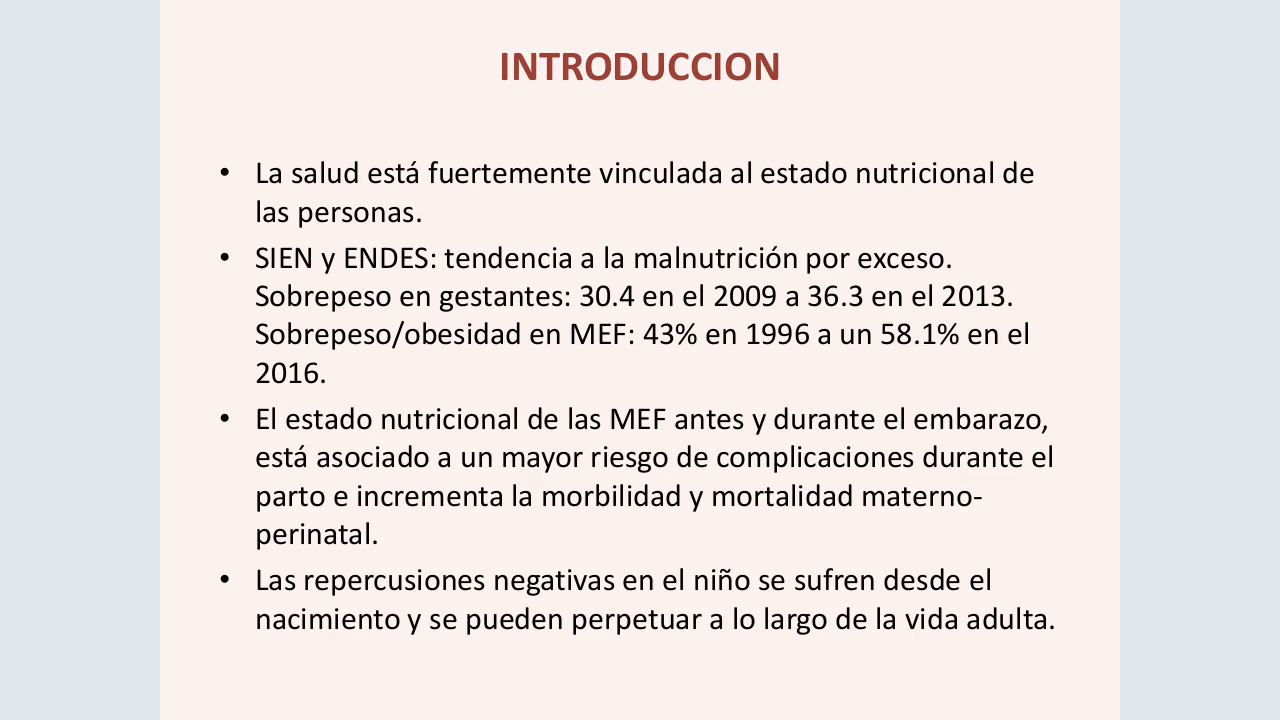 INTRODUCCION
• La salud está fuertemente vinculada al estado nutricional de
las personas.
• SIEN y ENDES: tendencia a la malnutrición por exceso.
Sobrepeso en gestantes: 30.4 en el 2009 a 36.3 en el 2013.
Sobrepeso/obesidad en MEF: 43% en 1996 a un 58.1% en el
2016.
• El estado nutricional de las MEF antes y durante el embarazo,
está asociado a un mayor riesgo de complicaciones durante el
parto e incrementa la morbilidad y mortalidad materno-
perinatal.
• Las repercusiones negativas en el niño se sufren desde el
nacimiento y se pueden perpetuar a lo largo de la vida adulta.